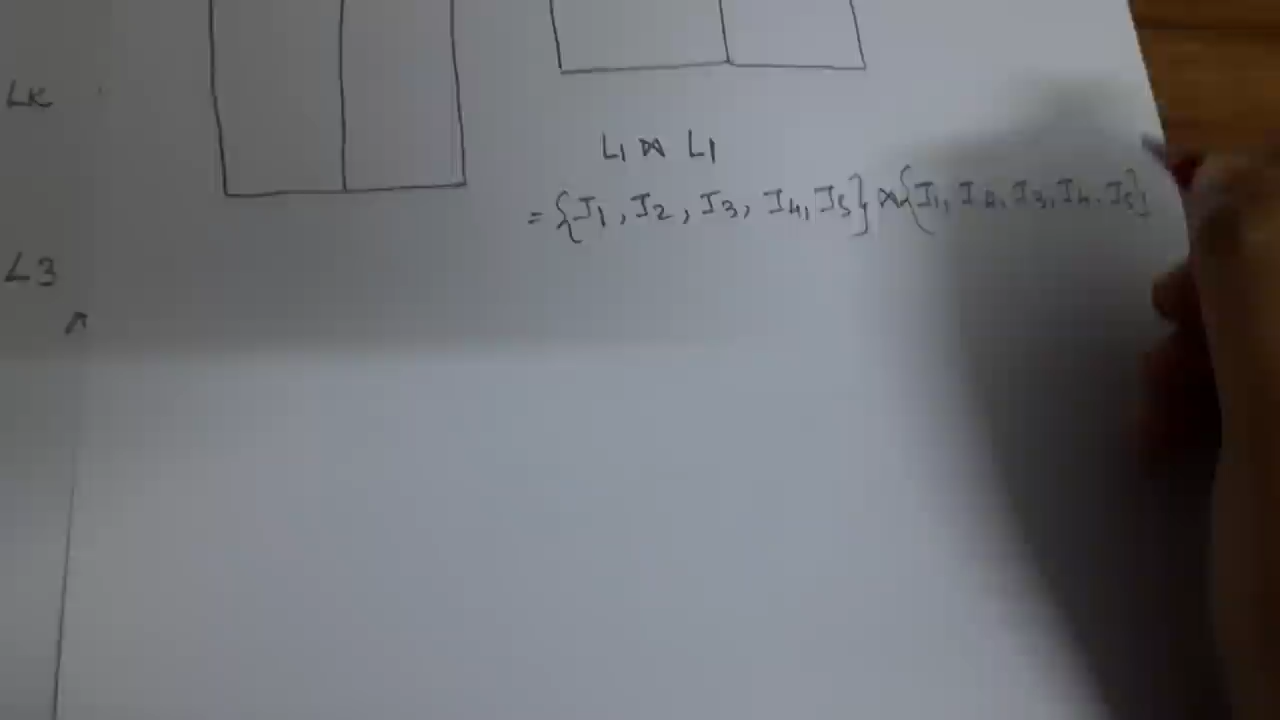 LK
L1 ⋈ L1
= {I1, I2, I3, I4, I5} ⋈ {I1, I2, I3, I4, I5}
L3